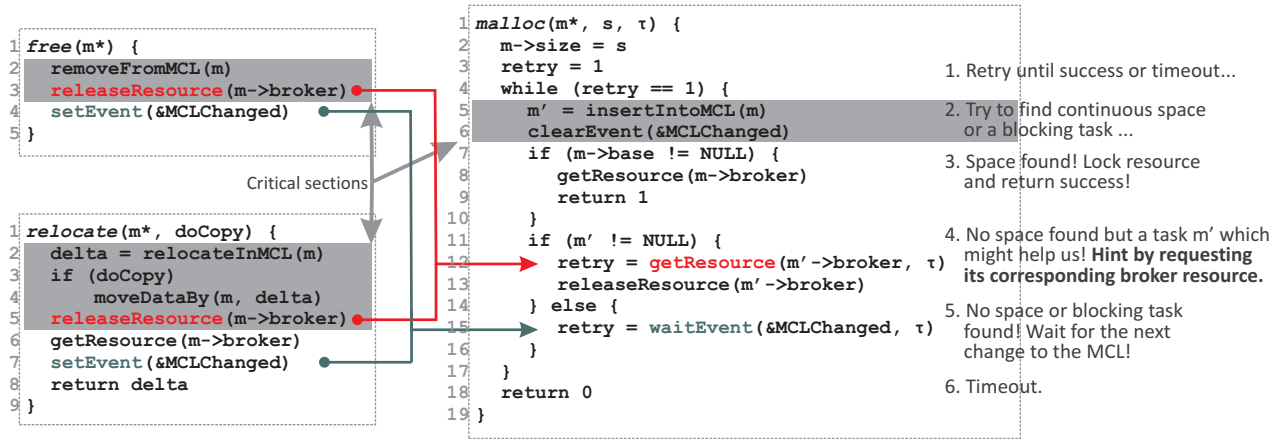 1 free(m*) {
2 removeFromMCL(m)
3 releaseResource(m->broker)
4 setEvent(&MCLChanged)
5 }
Critical sections
1 relocate(m*, doCopy) {
2 delta = relocateInMCL(m)
3 if (doCopy)
4 moveDataBy(m, delta)
5 releaseResource(m->broker)
6 getResource(m->broker)
7 setEvent(&MCLChanged)
8 return delta
9 }
1 malloc(m*, s, τ) {
2 m->size = s
3 retry = 1
4 while (retry == 1) {
5 m' = insertIntoMCL(m)
6 clearEvent(&MCLChanged)
7 if (m->base != NULL) {
8 getResource(m->broker)
9 return 1
10 }
11 if (m' != NULL) {
12 retry = getResource(m'->broker, τ)
13 releaseResource(m'->broker)
14 } else {
15 retry = waitEvent(&MCLChanged, τ)
16 }
17 }
18 return 0
19 }
1. Retry until success or timeout...
2. Try to find continuous space
or a blocking task ...
3. Space found! Lock resource
and return success!
4. No space found but a task m' which
might help us! Hint by requesting
its corresponding broker resource.
5. No space or blocking task
found! Wait for the next
change to the MCL!
6. Timeout.